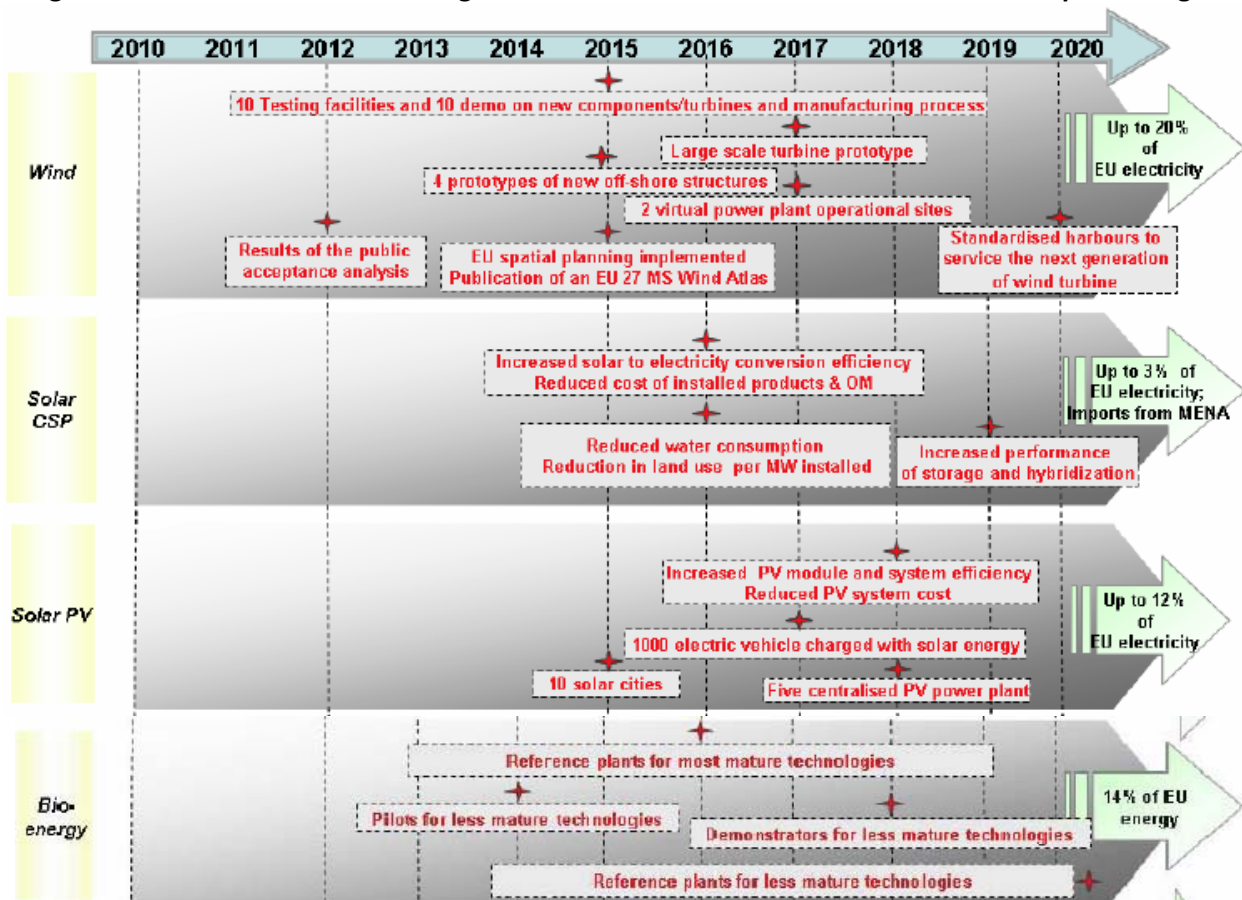 2010 2011 2012 2013 2014 2015 2016 2017 2018 2019 2020
Wind
10 Testing facilities and 10 demo on new components/turbines and manufacturing process
Large scale turbine prototype
4 prototypes of new off-shore structures
2 virtual power plant operational sites
Results of the public
acceptance analysis
EU spatial planning implemented
Publication of an EU 27 MS Wind Atlas
Standardised harbours to
service the next generation
of wind turbine
Up to 20%
of
EU electricity
Solar
CSP
Increased solar to electricity conversion efficiency
Reduced cost of installed products & OM
Reduced water consumption
Reduction in land use per MW installed
Increased performance
of storage and hybridization
Up to 3% of
EU electricity;
Imports from MENA
Solar PV
Increased PV module and system efficiency
Reduced PV system cost
1000 electric vehicle charged with solar energy
10 solar cities
Five centralised PV power plant
Up to 12%
of
EU electricity
Bio-
energy
Reference plants for most mature technologies
Pilots for less mature technologies
Demonstrators for less mature technologies
Reference plants for less mature technologies
14% of EU
energy